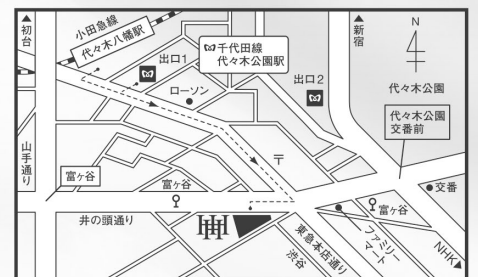 ▲初台
小田急線
代々木八幡駅
出口1
千代田線
代々木公園駅
▲新宿
N
代々木公園
出口2
ローソン
代々木公園
交番前
山手通り
〒
富ヶ谷
富ヶ谷
富ヶ谷
交番
井の頭通り
HH
ファミリー
マート
東急本店通り
渋谷
NHK▲